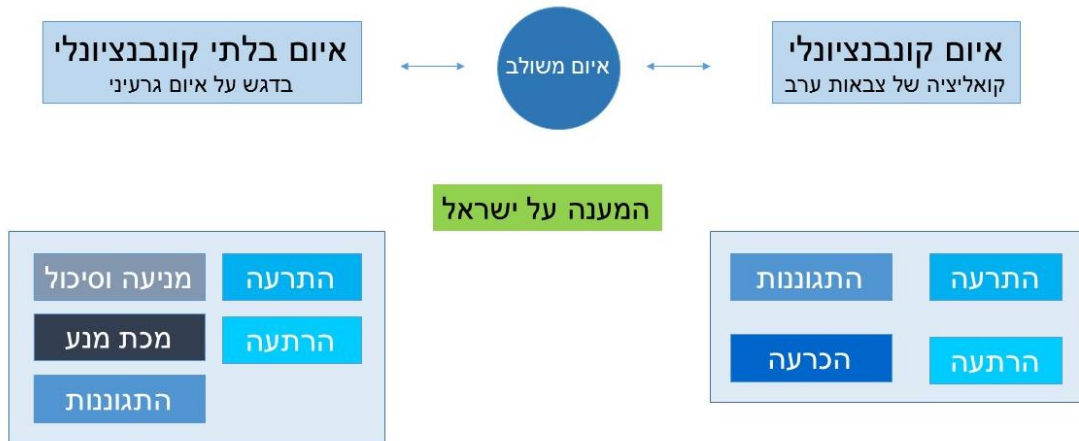 איום קונבנציונלי
קואליציה של צבאות ערב
איום משולב
איום בלתי קונבנציונלי
בדגש על איום גרעיני
המענה על ישראל
התרעה
התגוננות
הרתעה
הכרעה
התרעה
מניעה וסיכול
הרתעה
מכת מנע
התגוננות